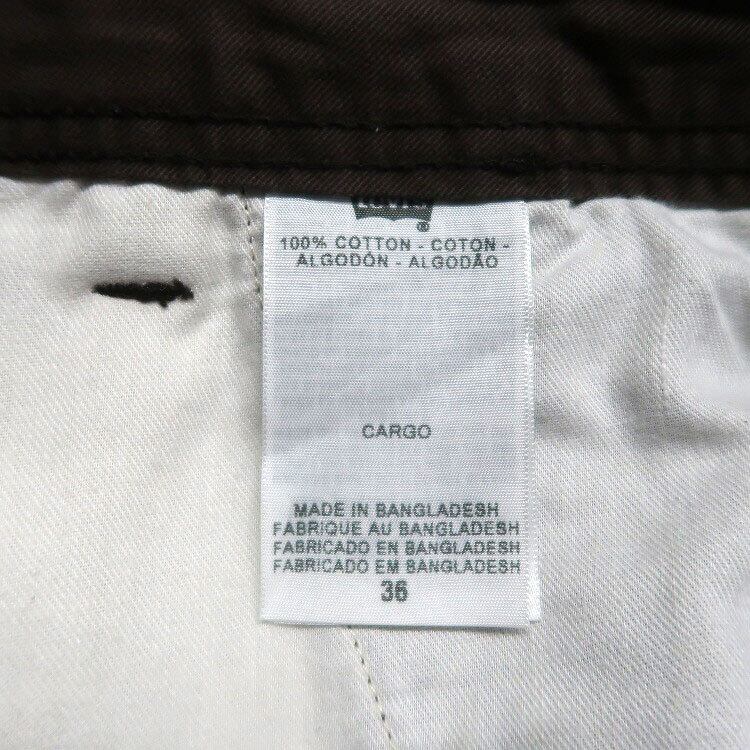 ®
100% COTTON - COTON -
ALGODÓN - ALGODÃO
CARGO
MADE IN BANGLADESH
FABRIQUE AU BANGLADESH
FABRICADO EN BANGLADESH
FABRICADO EM BANGLADESH
36